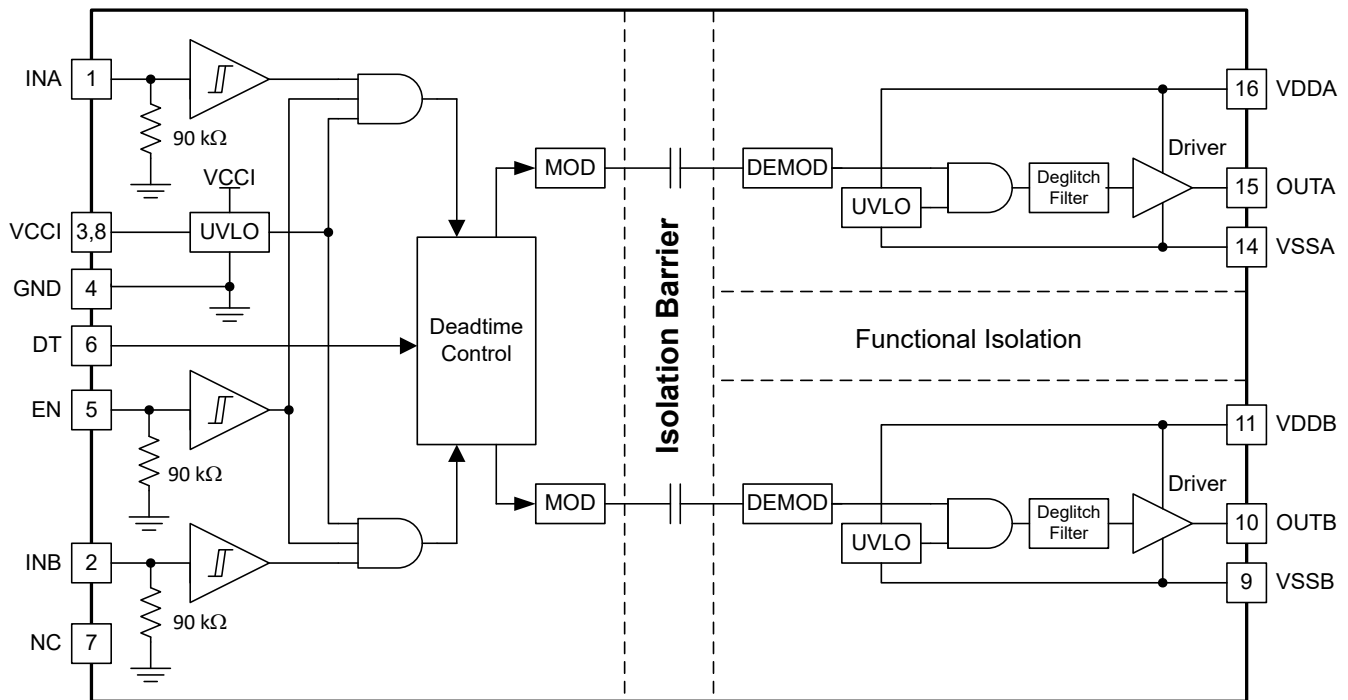 INA 1
90 kΩ
VCCI
VCCI 3,8 UVLO
GND 4
DT 6
EN 5
90 kΩ
INB 2
90 kΩ
NC 7
Deadtime
Control
MOD
MOD
Isolation Barrier
DEMOD
UVLO
Deglitch
Filter
Driver
16 VDDA
15 OUTA
14 VSSA
Functional Isolation
DEMOD
UVLO
Deglitch
Filter
Driver
11 VDDB
10 OUTB
9 VSSB